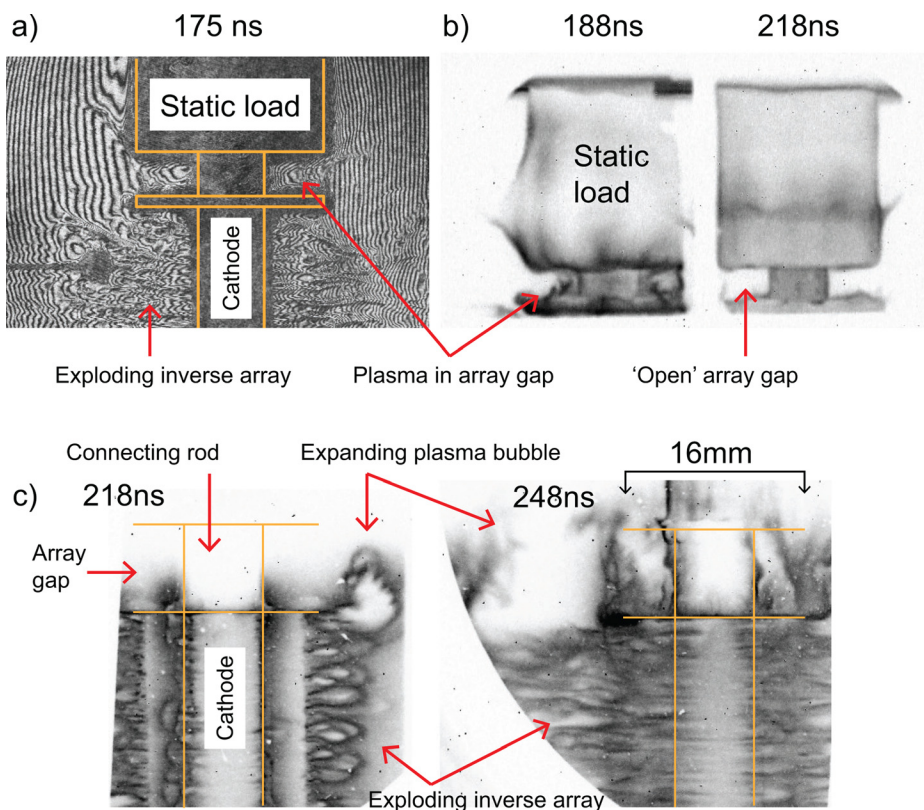 a)
175 ns
Static load
Cathode
b)
188ns
218ns
Static
load
Exploding inverse array
Plasma in array gap
‘Open’ array gap
Connecting rod
Expanding plasma bubble
16mm
c)
218ns
248ns
Array
gap
Cathode
Exploding inverse array